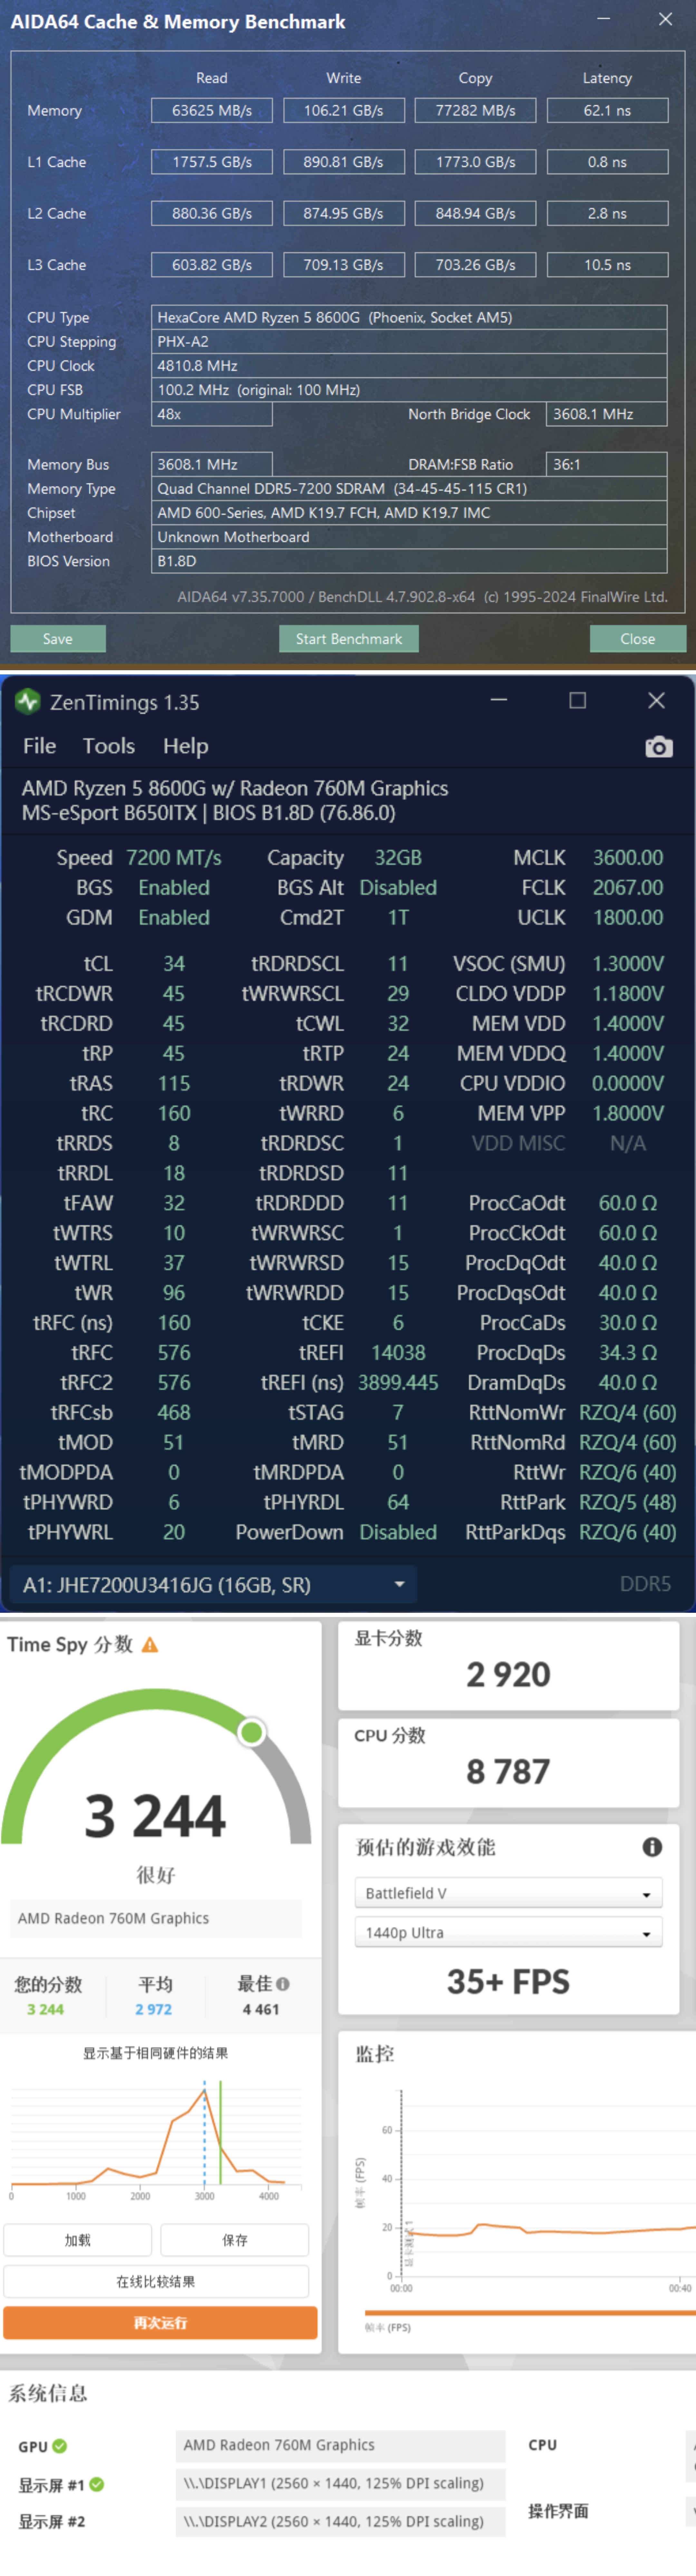 AIDA64 Cache & Memory Benchmark
Read Write Copy Latency
Memory 63625 MB/s 106.21 GB/s 77282 MB/s 62.1 ns
L1 Cache 1757.5 GB/s 890.81 GB/s 1773.0 GB/s 0.8 ns
L2 Cache 880.36 GB/s 874.95 GB/s 848.94 GB/s 2.8 ns
L3 Cache 603.82 GB/s 709.13 GB/s 703.26 GB/s 10.5 ns
CPU Type HexaCore AMD Ryzen 5 8600G (Phoenix, Socket AM5)
CPU Stepping PHX-A2
CPU Clock 4810.8 MHz
CPU FSB 100.2 MHz (original: 100 MHz)
CPU Multiplier 48x North Bridge Clock 3608.1 MHz
Memory Bus 3608.1 MHz DRAM:FSB Ratio 36:1
Memory Type Quad Channel DDR5-7200 SDRAM (34-45-45-115 CR1)
Chipset AMD 600-Series, AMD K19.7 FCH, AMD K19.7 IMC
Motherboard Unknown Motherboard
BIOS Version B1.8D
AIDA64 v7.35.7000 / BenchDLL 4.7.902.8-x64 (c) 1995-2024 FinalWire Ltd.
Save Start Benchmark Close
ZenTimings 1.35
File Tools Help
AMD Ryzen 5 8600G w/ Radeon 760M Graphics
MS-eSport B650ITX | BIOS B1.8D (76.86.0)
Speed 7200 MT/s Capacity 32GB MCLK 3600.00
BGS Enabled BGS Alt Disabled FCLK 2067.00
GDM Enabled Cmd2T 1T UCLK 1800.00
tCL 34 tRDRDSCL 11 VSOC (SMU) 1.3000V
tRCDWR 45 tWRWRSCL 29 CLDO VDDP 1.1800V
tRCDRD 45 tCWL 32 MEM VDD 1.4000V
tRP 45 tRTP 24 MEM VDDQ 1.4000V
tRAS 115 tRDWR 24 CPU VDDIO 0.0000V
tRC 160 tWRRD 6 MEM VPP 1.8000V
tRRDS 8 tRDRDSC 1 VDD MISC N/A
tRRDL 18 tRDRDSD 11
tFAW 32 tRDRDDD 11 ProcCaOdt 60.0 Ω
tWTRS 10 tWRWRSC 1 ProcCkOdt 60.0 Ω
tWTRL 37 tWRWRSD 15 ProcDqOdt 40.0 Ω
tWR 96 tWRWRDD 15 ProcDqsOdt 40.0 Ω
tRFC (ns) 160 tCKE 6 ProcCaDs 30.0 Ω
tRFC 576 tREFI 14038 ProcDqDs 34.3 Ω
tRFC2 576 tREFI (ns) 3899.445 DramDqDs 40.0 Ω
tRFCsb 468 tSTAG 7 RttNomWr RZQ/4 (60)
tMOD 51 tMRD 51 RttNomRd RZQ/4 (60)
tMODPDA 0 tMRDPDA 0 RttWr RZQ/6 (40)
tPHYWRD 6 tPHYRDL 64 RttPark RZQ/5 (48)
tPHYWRL 20 PowerDown Disabled RttParkDqs RZQ/6 (40)
A1: JHE7200U3416JG (16GB, SR) DDR5
Time Spy 分数
3 244
很好
AMD Radeon 760M Graphics
您的分数 平均 最佳
3 244 2 972 4 461
显示基于相同硬件的结果
0 1000 2000 3000 4000
加载 保存
在线比较结果
再次运行
显卡分数
2 920
CPU 分数
8 787
预估的游戏效能
Battlefield V
1440p Ultra
35+ FPS
监控
帧率 (FPS)
60
40
20
0
显卡测试 1
00:00 00:40
帧率 (FPS)
系统信息
GPU AMD Radeon 760M Graphics CPU
显示屏 #1 \\.\DISPLAY1 (2560 × 1440, 125% DPI scaling)
显示屏 #2 \\.\DISPLAY2 (2560 × 1440, 125% DPI scaling) 操作界面